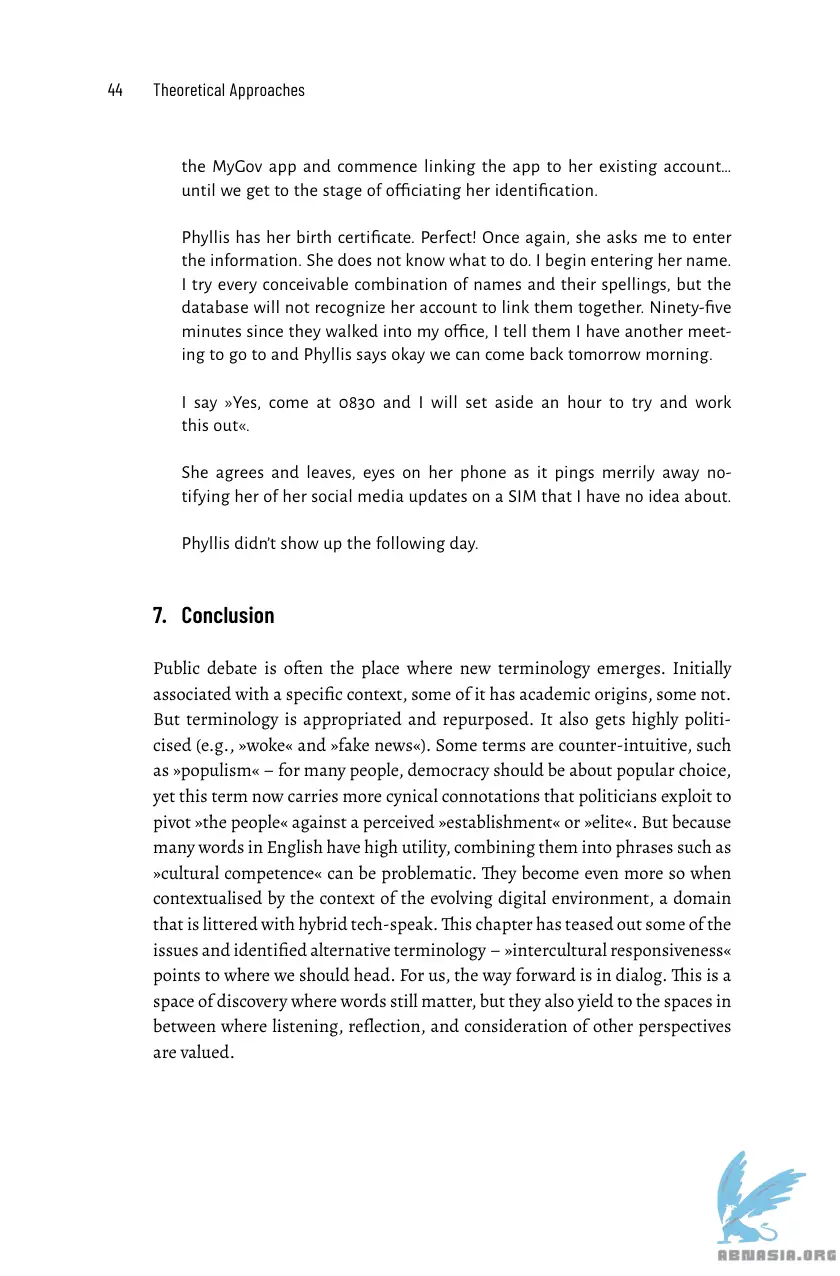 44 Theoretical Approaches
the MyGov app and commence linking the app to her existing account…
until we get to the stage of officiating her identification.
Phyllis has her birth certificate. Perfect! Once again, she asks me to enter
the information. She does not know what to do. I begin entering her name.
I try every conceivable combination of names and their spellings, but the
database will not recognize her account to link them together. Ninety-five
minutes since they walked into my office, I tell them I have another meet-
ing to go to and Phyllis says okay we can come back tomorrow morning.
I say »Yes, come at 0830 and I will set aside an hour to try and work
this out«.
She agrees and leaves, eyes on her phone as it pings merrily away no-
tifying her of her social media updates on a SIM that I have no idea about.
Phyllis didn’t show up the following day.
7. Conclusion
Public debate is often the place where new terminology emerges. Initially
associated with a specific context, some of it has academic origins, some not.
But terminology is appropriated and repurposed. It also gets highly politi-
cised (e.g., »woke« and »fake news«). Some terms are counter-intuitive, such
as »populism« – for many people, democracy should be about popular choice,
yet this term now carries more cynical connotations that politicians exploit to
pivot »the people« against a perceived »establishment« or »elite«. But because
many words in English have high utility, combining them into phrases such as
»cultural competence« can be problematic. They become even more so when
contextualised by the context of the evolving digital environment, a domain
that is littered with hybrid tech-speak. This chapter has teased out some of the
issues and identified alternative terminology – »intercultural responsiveness«
points to where we should head. For us, the way forward is in dialog. This is a
space of discovery where words still matter, but they also yield to the spaces in
between where listening, reflection, and consideration of other perspectives
are valued.
ABNASIA.ORG